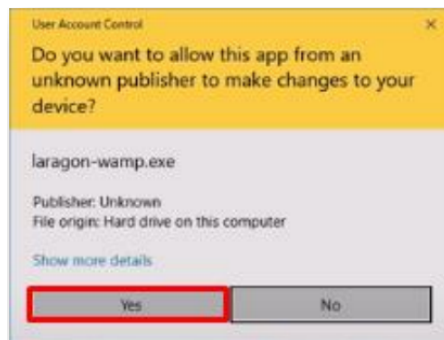 User Account Control
Do you want to allow this app from an
unknown publisher to make changes to your
device?
laragon-wamp.exe
Publisher: Unknown
File origin: Hard drive on this computer
Show more details
Yes
No